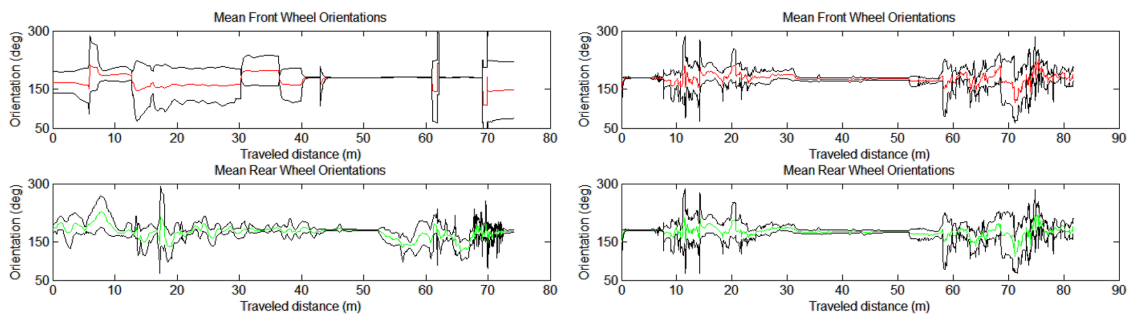 Mean Front Wheel Orientations
Orientation (deg)
300
150
50
0 10 20 30 40 50 60 70 80
Traveled distance (m)
Mean Rear Wheel Orientations
Orientation (deg)
300
150
50
0 10 20 30 40 50 60 70 80
Traveled distance (m)
Mean Front Wheel Orientations
Orientation (deg)
300
150
50
0 10 20 30 40 50 60 70 80 90
Traveled distance (m)
Mean Rear Wheel Orientations
Orientation (deg)
300
150
50
0 10 20 30 40 50 60 70 80 90
Traveled distance (m)